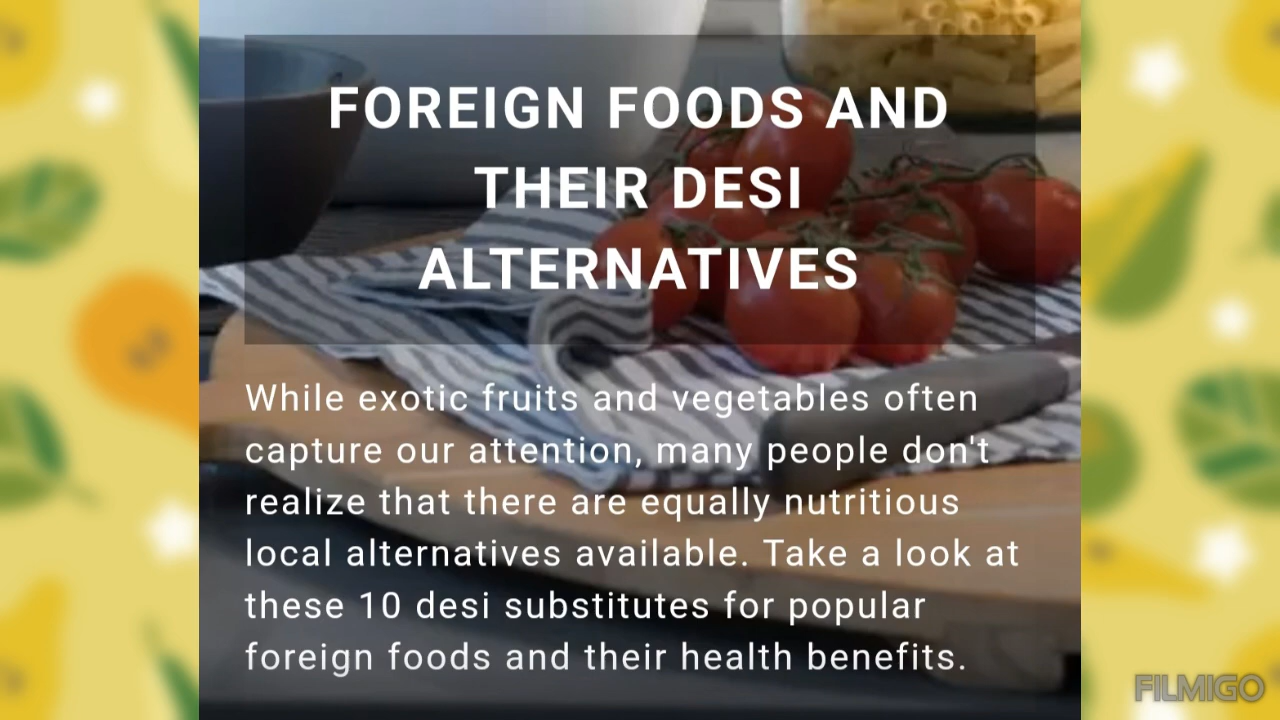 FOREIGN FOODS AND
THEIR DESI
ALTERNATIVES
While exotic fruits and vegetables often
capture our attention, many people don't
realize that there are equally nutritious
local alternatives available. Take a look at
these 10 desi substitutes for popular
foreign foods and their health benefits.
FILMIGO